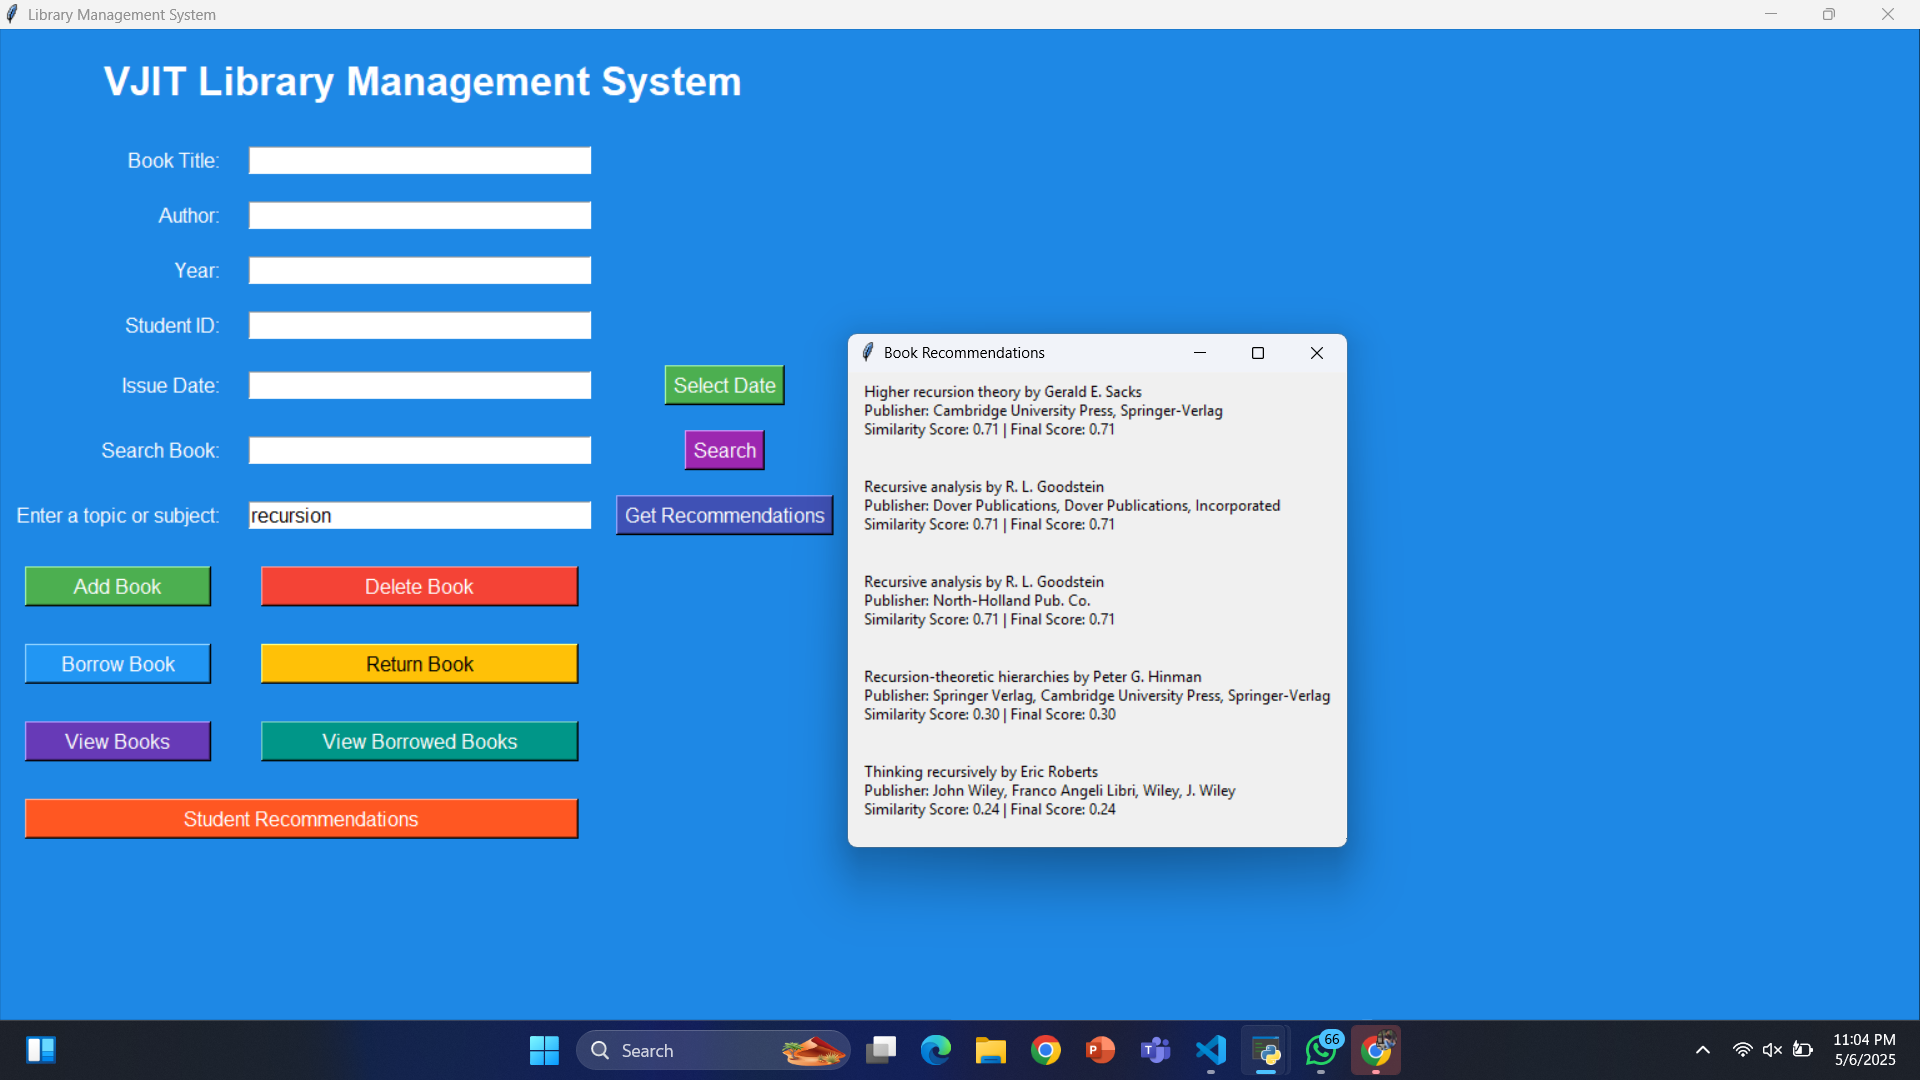 Library Management System
VJIT Library Management System
Book Title:
Author:
Year:
Student ID:
Issue Date:
Select Date
Search Book:
Search
Enter a topic or subject:
recursion
Get Recommendations
Add Book
Delete Book
Borrow Book
Return Book
View Books
View Borrowed Books
Student Recommendations
Book Recommendations
Higher recursion theory by Gerald E. Sacks
Publisher: Cambridge University Press, Springer-Verlag
Similarity Score: 0.71 | Final Score: 0.71
Recursive analysis by R. L. Goodstein
Publisher: Dover Publications, Dover Publications, Incorporated
Similarity Score: 0.71 | Final Score: 0.71
Recursive analysis by R. L. Goodstein
Publisher: North-Holland Pub. Co.
Similarity Score: 0.71 | Final Score: 0.71
Recursion-theoretic hierarchies by Peter G. Hinman
Publisher: Springer Verlag, Cambridge University Press, Springer-Verlag
Similarity Score: 0.30 | Final Score: 0.30
Thinking recursively by Eric Roberts
Publisher: John Wiley, Franco Angeli Libri, Wiley, J. Wiley
Similarity Score: 0.24 | Final Score: 0.24
Search
66
11:04 PM
5/6/2025